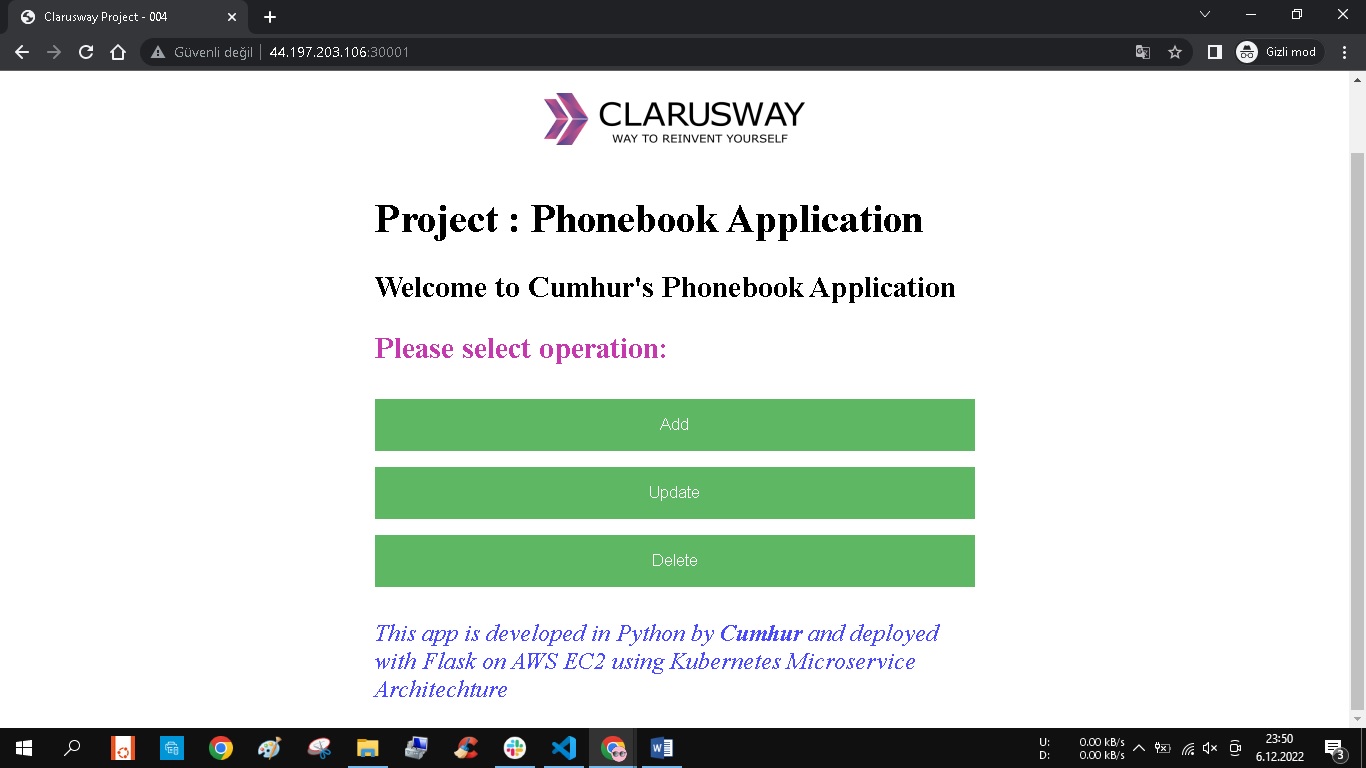 Clarusway Project - 004
Güvenli değil
44.197.203.106:30001
Gizli mod
CLARUSWAY
WAY TO REINVENT YOURSELF
Project : Phonebook Application
Welcome to Cumhur's Phonebook Application
Please select operation:
Add
Update
Delete
This app is developed in Python by Cumhur and deployed
with Flask on AWS EC2 using Kubernetes Microservice
Architechture
U: 0.00 kB/s
D: 0.00 kB/s
23:50
6.12.2022
3